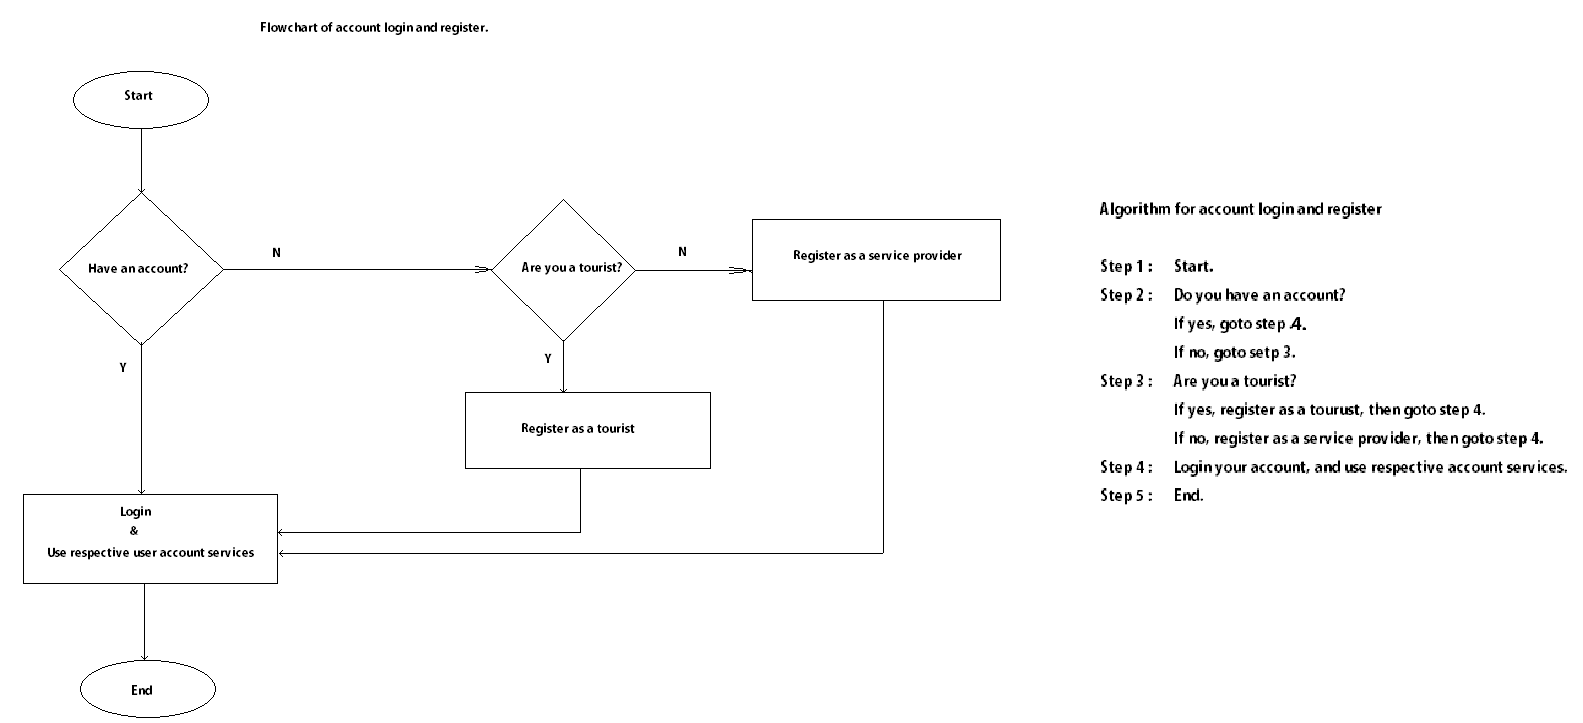 Flowchart of account login and register.
Start
Have an account?
N
Are you a tourist?
N
Register as a service provider
Y
Y
Register as a tourist
Login
&
Use respective user account services
End
Algorithm for account login and register
Step 1 : Start.
Step 2 : Do you have an account?
If yes, goto step .4.
If no, goto setp 3.
Step 3 : Are you a tourist?
If yes, register as a tourust, then goto step 4.
If no, register as a service provider, then goto step 4.
Step 4 : Login your account, and use respective account services.
Step 5 : End.